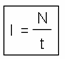 I = N/t